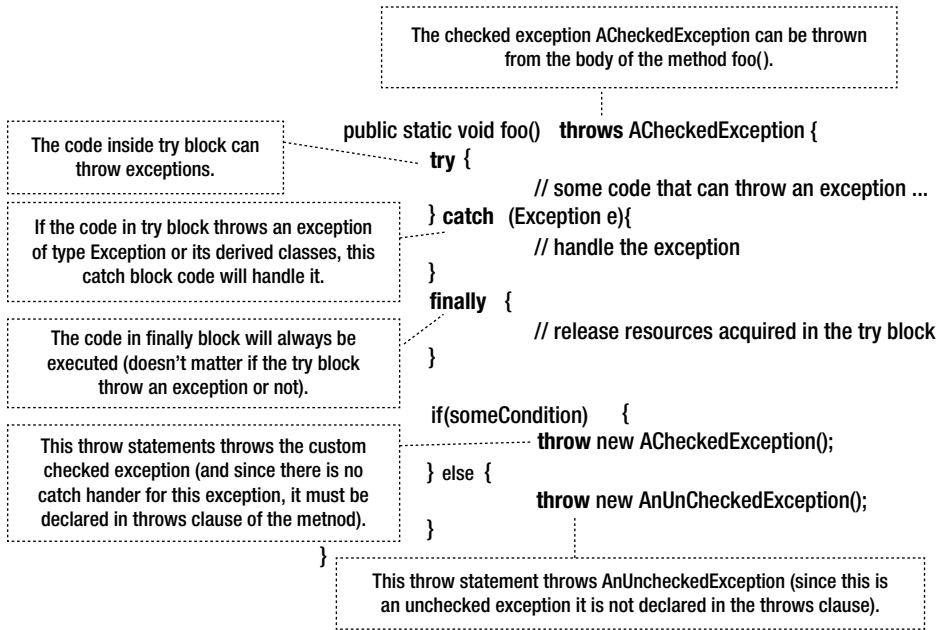 The checked exception ACheckedException can be thrown
from the body of the method foo().
public static void foo() throws ACheckedException {
The code inside try block can
throw exceptions.
try {
// some code that can throw an exception ...
} catch (Exception e){
If the code in try block throws an exception
of type Exception or its derived classes, this
catch block code will handle it.
// handle the exception
}
finally {
The code in finally block will always be
executed (doesn't matter if the try block
throw an exception or not).
// release resources acquired in the try block
}
if(someCondition) {
This throw statements throws the custom
checked exception (and since there is no
catch hander for this exception, it must be
declared in throws clause of the metnod).
throw new ACheckedException();
} else {
throw new AnUnCheckedException();
}
}
This throw statement throws AnUncheckedException (since this is
an unchecked exception it is not declared in the throws clause).